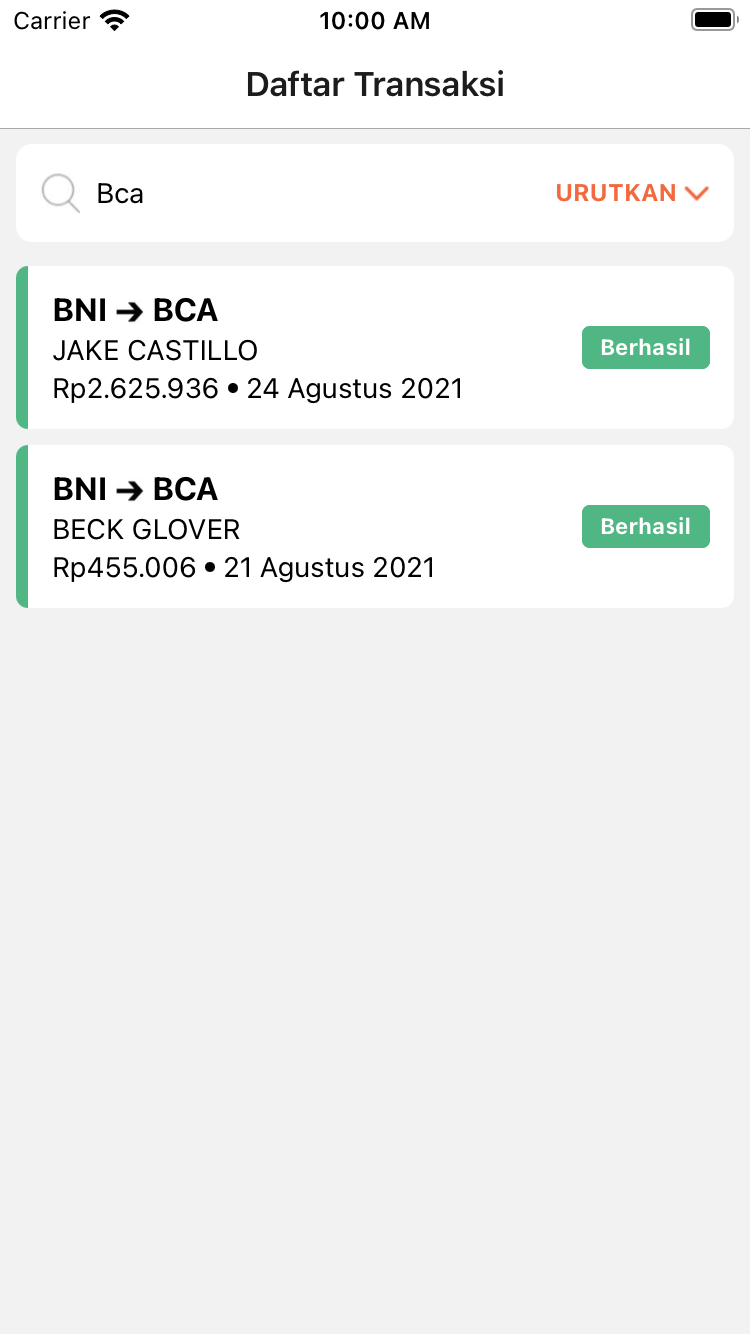 Carrier 10:00 AM
Daftar Transaksi
Bca URUTKAN
BNI → BCA
JAKE CASTILLO
Berhasil
Rp2.625.936 • 24 Agustus 2021
BNI → BCA
BECK GLOVER
Berhasil
Rp455.006 • 21 Agustus 2021